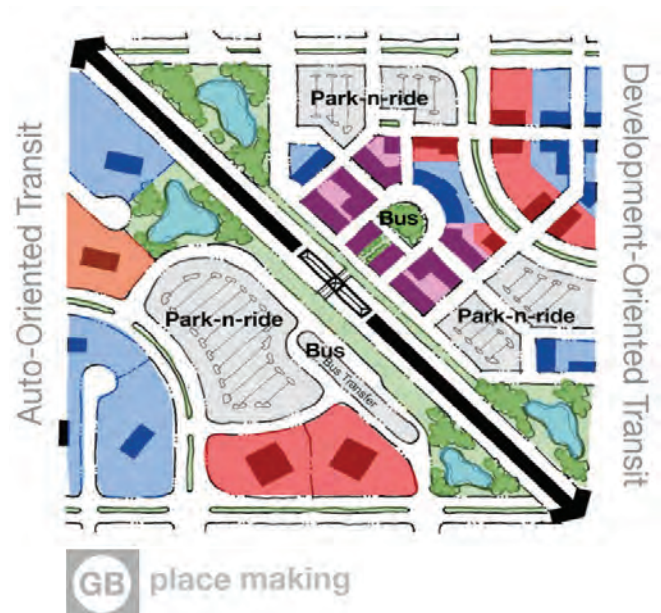 Park-n-ride
Bus
Auto-Oriented Transit
Development-Oriented Transit
Park-n-ride
Park-n-ride
Bus
Bus Transfer
GB place making